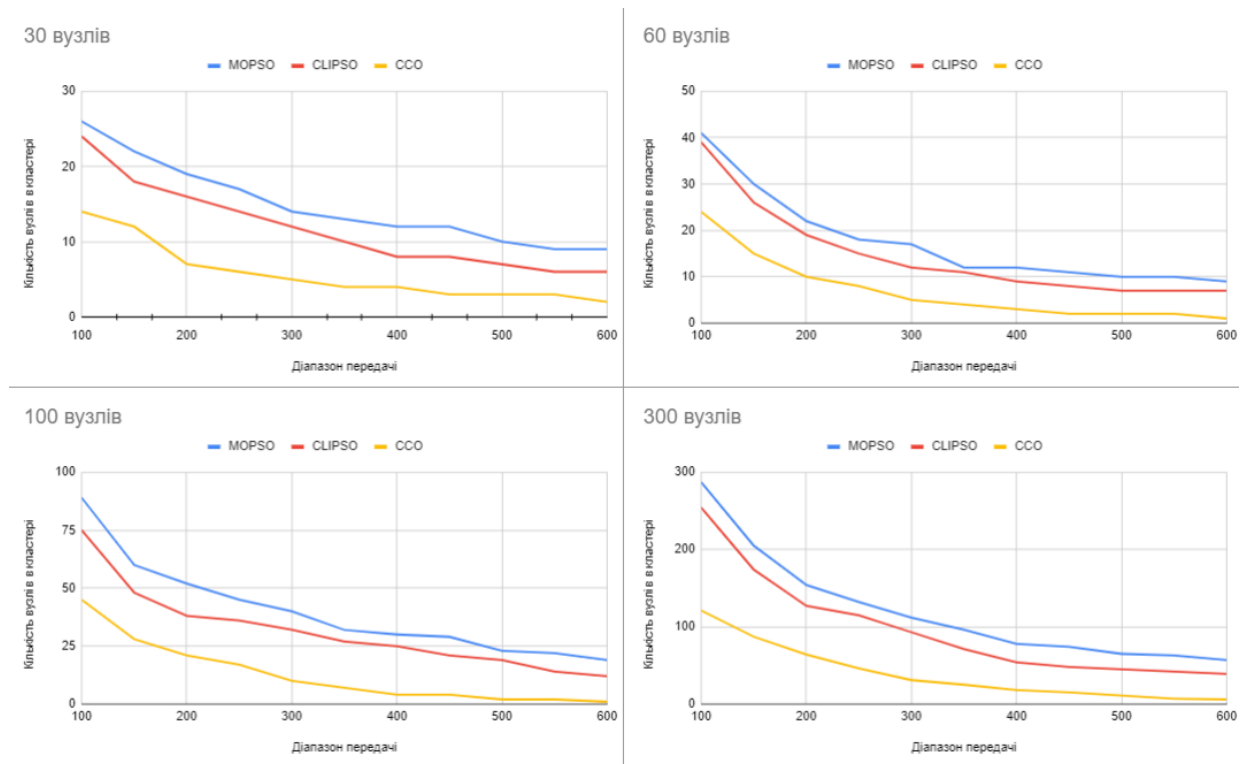 30 вузлів
MOPSO CLIPSO CCO
30
20
10
0
Кількість вузлів в кластері
100 200 300 400 500 600
Діапазон передачі
60 вузлів
MOPSO CLIPSO CCO
50
40
30
20
10
0
Кількість вузлів в кластері
100 200 300 400 500 600
Діапазон передачі
100 вузлів
MOPSO CLIPSO CCO
100
75
50
25
0
Кількість вузлів в кластері
100 200 300 400 500 600
Діапазон передачі
300 вузлів
MOPSO CLIPSO CCO
300
200
100
0
Кількість вузлів в кластері
100 200 300 400 500 600
Діапазон передачі